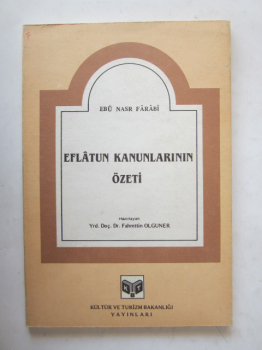 EBÛ NASR FÂRÂBÎ
EFLÂTUN KANUNLARININ
ÖZETİ
Hazırlayan
Yrd. Doç. Dr. Fahrettin OLGUNER
KÜLTÜR VE TURİZM BAKANLIĞI
YAYINLARI